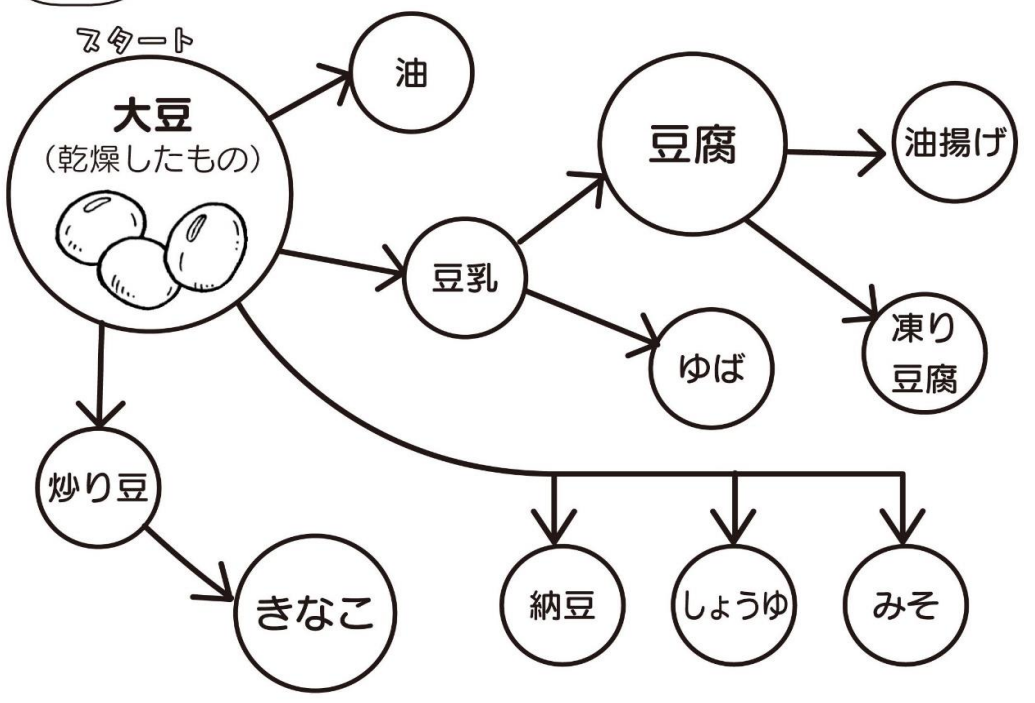 スタート
大豆
（乾燥したもの）
油
豆腐
油揚げ
豆乳
凍り
豆腐
ゆば
炒り豆
きなこ
納豆
しょうゆ
みそ